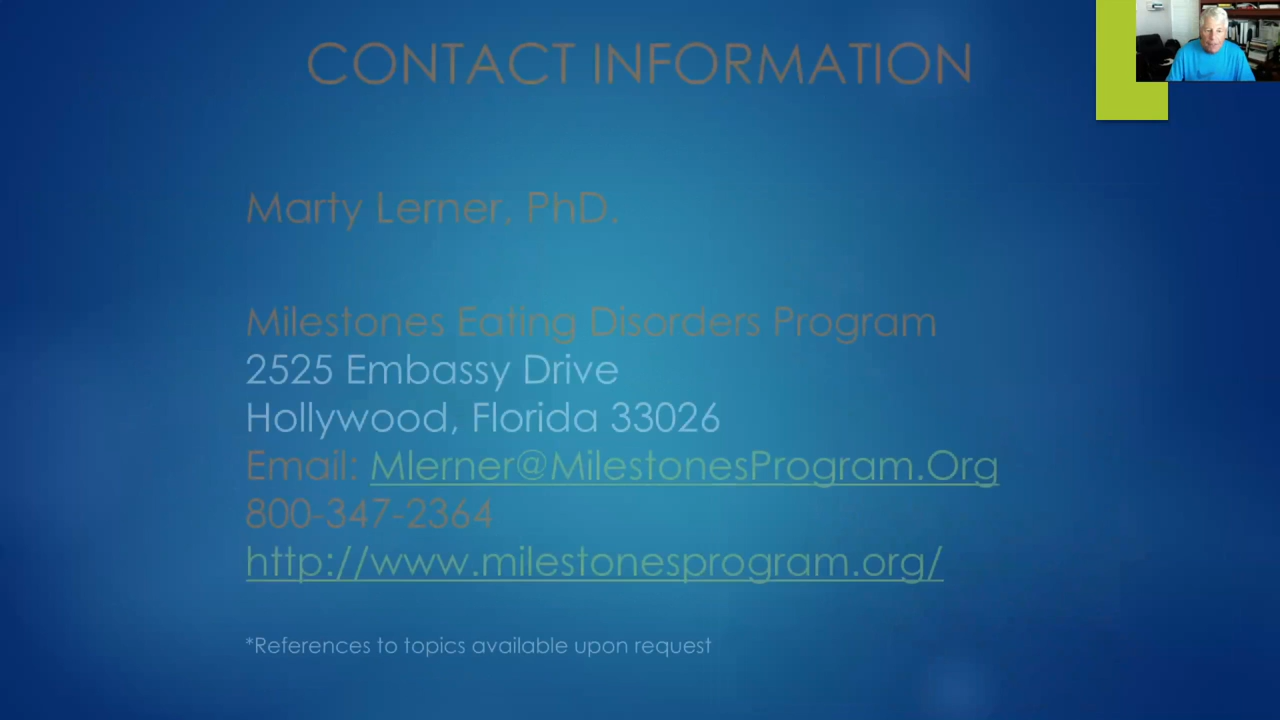 CONTACT INFORMATION
Marty Lerner, PhD.
Milestones Eating Disorders Program
2525 Embassy Drive
Hollywood, Florida 33026
Email: Mlerner@MilestonesProgram.Org
800-347-2364
http://www.milestonesprogram.org/
*References to topics available upon request